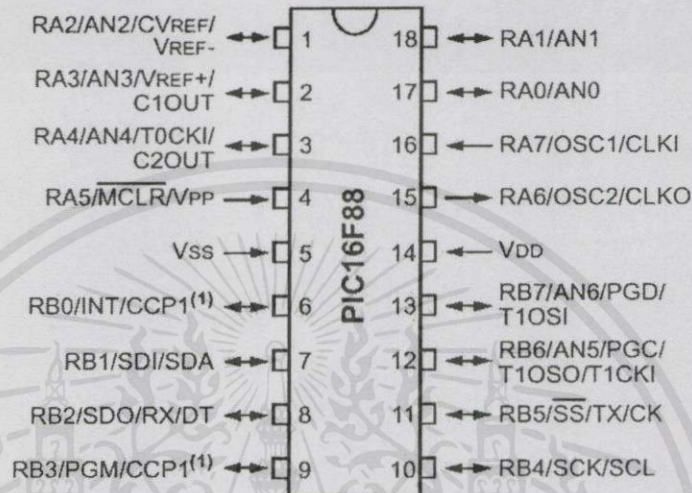 RA2/AN2/CVREF/
VREF-
1
18
RA1/AN1
RA3/AN3/VREF+/
C1OUT
2
17
RA0/AN0
RA4/AN4/T0CKI/
C2OUT
3
16
RA7/OSC1/CLKI
RA5/MCLR/VPP
4
15
RA6/OSC2/CLKO
VSS
5
14
VDD
RB0/INT/CCP1(1)
6
13
RB7/AN6/PGD/
T1OSI
RB1/SDI/SDA
7
12
RB6/AN5/PGC/
T1OSO/T1CKI
RB2/SDO/RX/DT
8
11
RB5/SS/TX/CK
RB3/PGM/CCP1(1)
9
10
RB4/SCK/SCL
PIC16F88